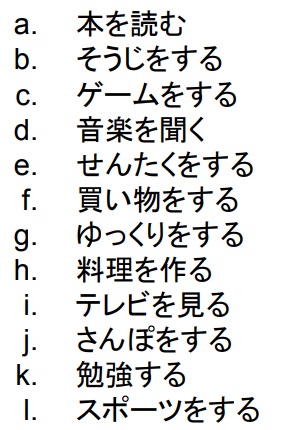 a. 本を読む
b. そうじをする
c. ゲームをする
d. 音楽を聞く
e. せんたくをする
f. 買い物をする
g. ゆっくりをする
h. 料理を作る
i. テレビを見る
j. さんぽをする
k. 勉強する
l. スポーツをする